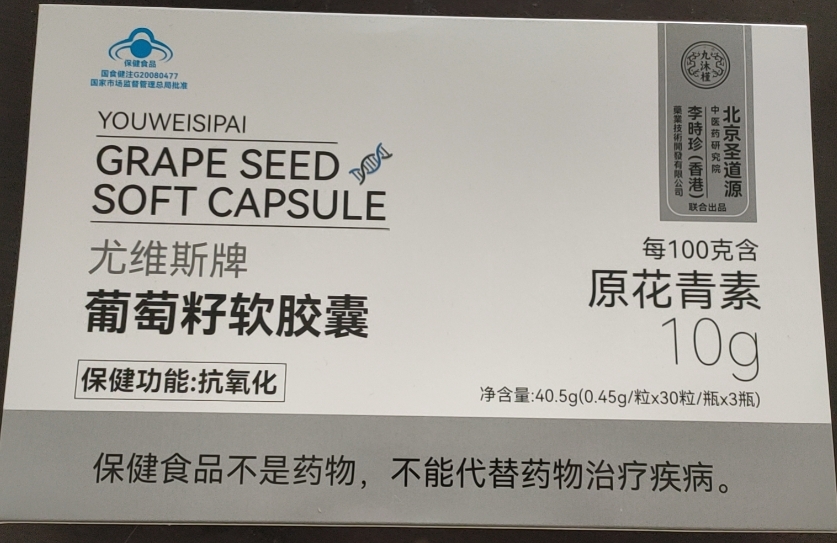 保健食品
国食健注G20080477
国家市场监督管理总局批准
YOUWEISIPAI
GRAPE SEED
SOFT CAPSULE
尤维斯牌
葡萄籽软胶囊
保健功能:抗氧化
九沐槿
北京圣道源
中医药研究院
李時珍(香港)
藥業技術開發有限公司
联合出品
每100克含
原花青素
10g
净含量:40.5g(0.45g/粒x30粒/瓶x3瓶)
保健食品不是药物，不能代替药物治疗疾病。